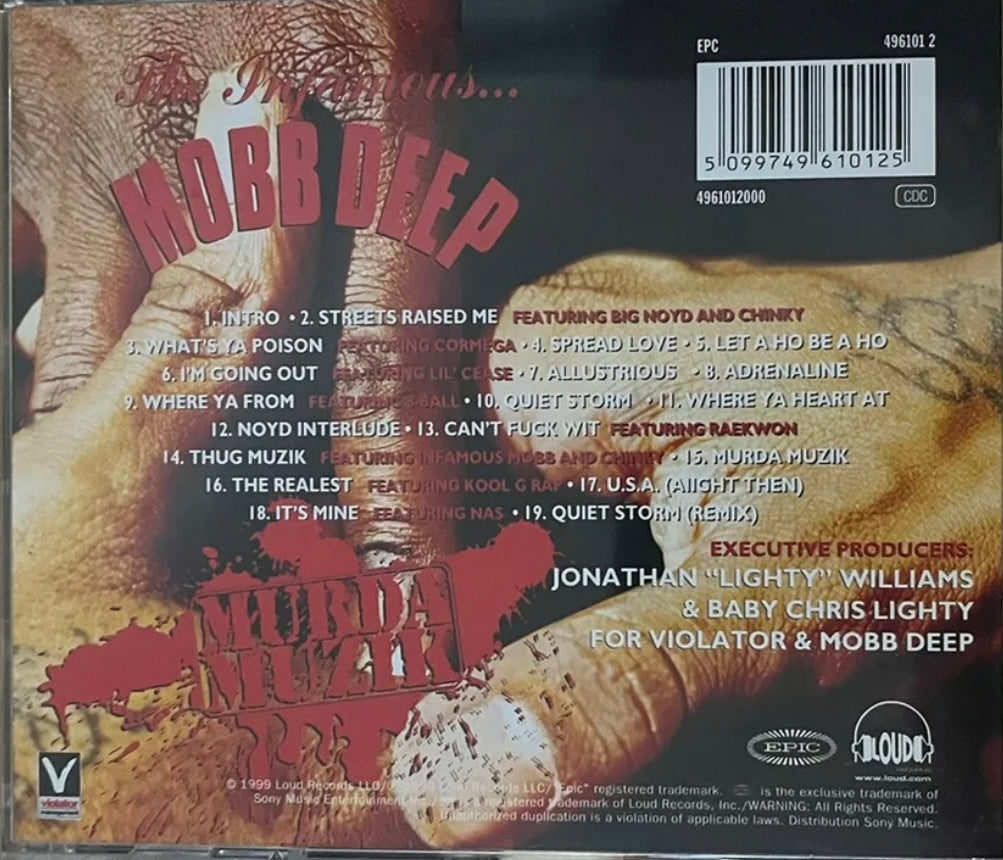 The Infamous...
MOBB DEEP
EPC 496101 2
5 099749 610125
4961012000 CDC
1. INTRO • 2. STREETS RAISED ME FEATURING BIG NOYD AND CHINKY
3. WHAT'S YA POISON FEATURING CORMEGA • 4. SPREAD LOVE • 5. LET A HO BE A HO
6. I'M GOING OUT FEATURING LIL' CEASE • 7. ALLUSTRIOUS • 8. ADRENALINE
9. WHERE YA FROM FEATURING 8 BALL • 10. QUIET STORM • 11. WHERE YA HEART AT
12. NOYD INTERLUDE • 13. CAN'T FUCK WIT FEATURING RAEKWON
14. THUG MUZIK FEATURING INFAMOUS MOBB AND CHINKY • 15. MURDA MUZIK
16. THE REALEST FEATURING KOOL G RAP • 17. U.S.A. (AIIGHT THEN)
18. IT'S MINE FEATURING NAS • 19. QUIET STORM (REMIX)
EXECUTIVE PRODUCERS:
JONATHAN "LIGHTY" WILLIAMS
& BABY CHRIS LIGHTY
FOR VIOLATOR & MOBB DEEP
MURDA
MUZIK
EPIC
LOUD
RECORDS
www.loud.com
V
violator
management
© 1999 Loud Records LLC/ Loud Records LLC/"Epic" registered trademark. is the exclusive trademark of
Sony Music Entertainment Inc./ is a registered trademark of Loud Records, Inc./WARNING: All Rights Reserved.
Unauthorized duplication is a violation of applicable laws. Distribution Sony Music.